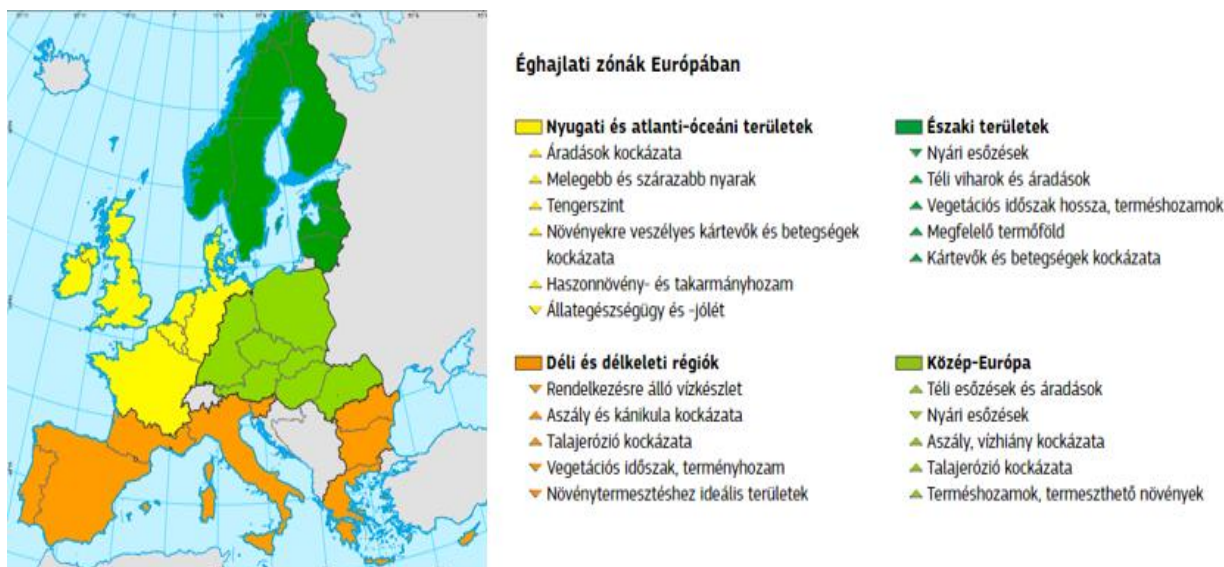 Éghajlati zónák Európában
Nyugati és atlanti-óceáni területek
Áradások kockázata
Melegebb és szárazabb nyarak
Tengerszint
Növényekre veszélyes kártevők és betegségek
kockázata
Haszonnövény- és takarmányhozam
Állategészségügy és -jólét
Északi területek
Nyári esőzések
Téli viharok és áradások
Vegetációs időszak hossza, terméshozamok
Megfelelő termőföld
Kártevők és betegségek kockázata
Déli és délkeleti régiók
Rendelkezésre álló vízkészlet
Aszály és kánikula kockázata
Talajerózió kockázata
Vegetációs időszak, terményhozam
Növénytermesztéshez ideális területek
Közép-Európa
Téli esőzések és áradások
Nyári esőzések
Aszály, vízhiány kockázata
Talajerózió kockázata
Terméshozamok, termeszthető növények